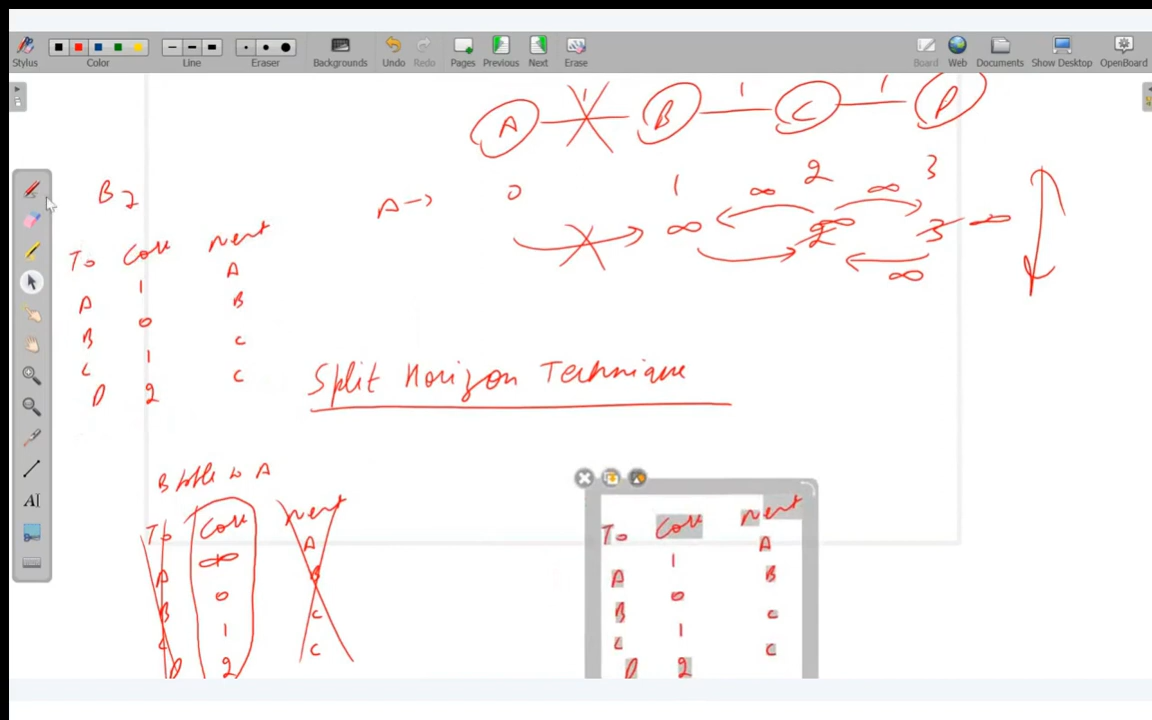 Stylus Color Line Eraser Backgrounds Undo Redo Pages Previous Next Erase Board Web Documents Show Desktop OpenBoard
A 1 B 1 C 1 D
B
A → 0 1 2 3
∞ ∞
∞ 2 ∞ 3 ∞
∞
To Cost Next
A 1 A
B 0 B
C 1 C
D 2 C
Split Horizon Technique
B table to A
To Cost Next
A ∞ A
B 0 B
C 1 C
D 2 C
To Cost Next
A 1 A
B 0 B
C 1 C
D 2 C
AI